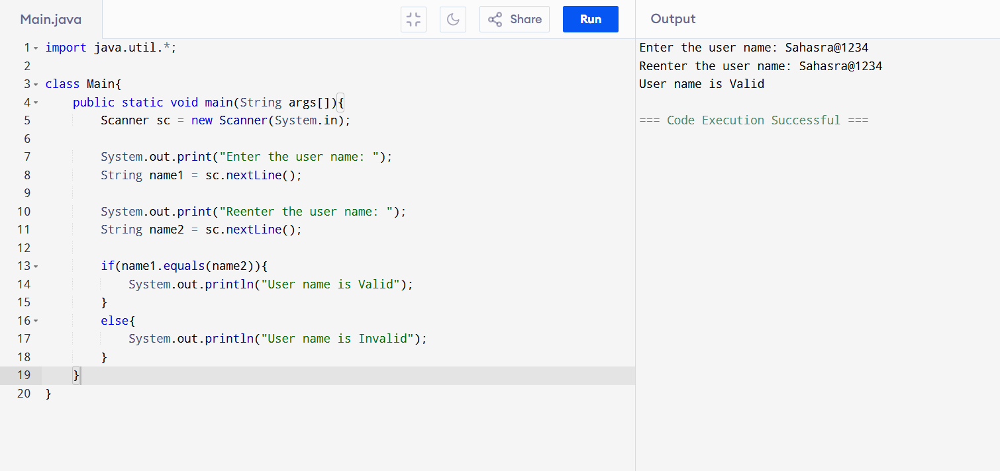 Main.java
Share
Run
Output
1 import java.util.*;
2
3 class Main{
4 public static void main(String args[]){
5 Scanner sc = new Scanner(System.in);
6
7 System.out.print("Enter the user name: ");
8 String name1 = sc.nextLine();
9
10 System.out.print("Reenter the user name: ");
11 String name2 = sc.nextLine();
12
13 if(name1.equals(name2)){
14 System.out.println("User name is Valid");
15 }
16 else{
17 System.out.println("User name is Invalid");
18 }
19 }
20 }
Enter the user name: Sahasra@1234
Reenter the user name: Sahasra@1234
User name is Valid
=== Code Execution Successful ===